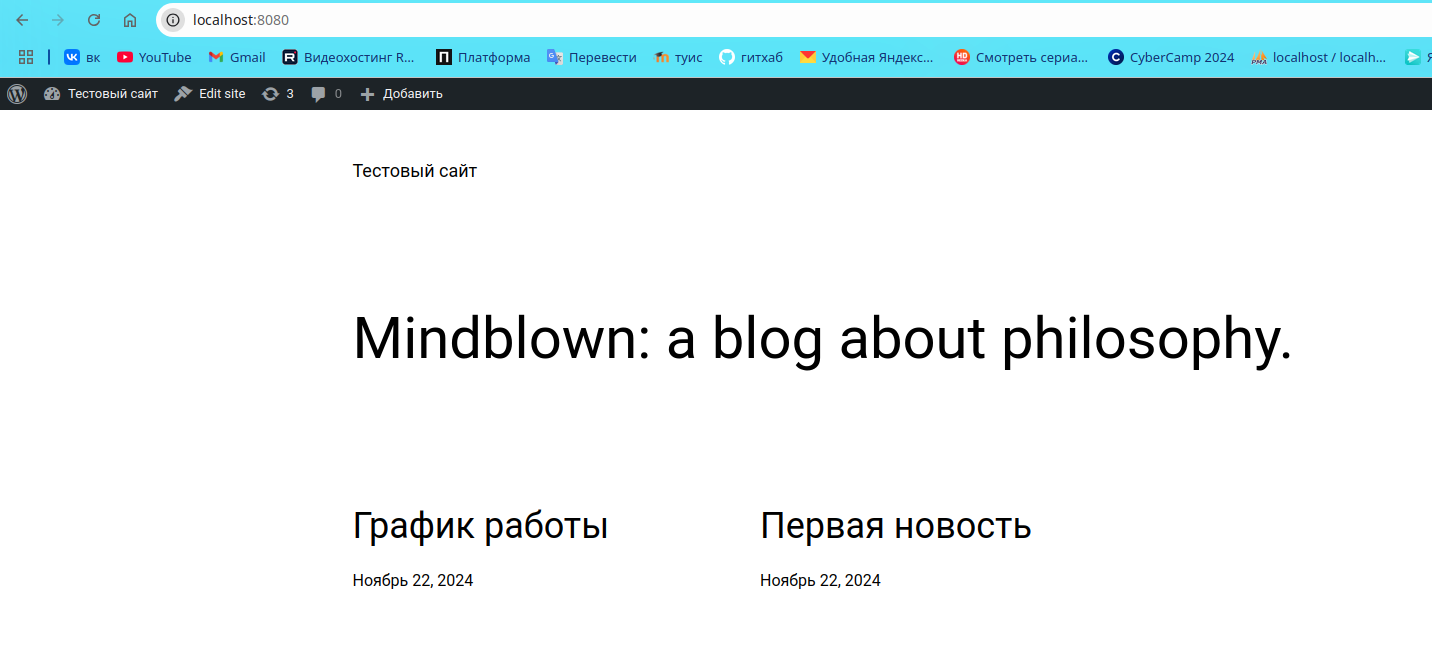 localhost:8080
вк YouTube Gmail Видеохостинг R... Платформа Перевести туис гитхаб Удобная Яндекс... Смотреть сериа... CyberCamp 2024 localhost / localh...
Тестовый сайт Edit site 3 0 Добавить
Тестовый сайт
Mindblown: a blog about philosophy.
График работы Первая новость
Ноябрь 22, 2024 Ноябрь 22, 2024